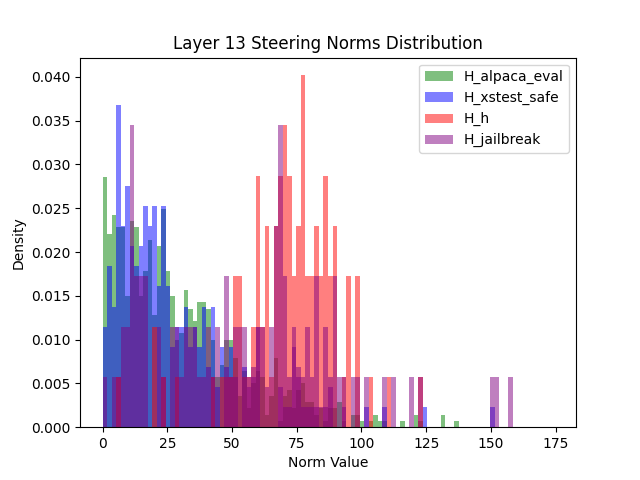 Layer 13 Steering Norms Distribution
H_alpaca_eval
H_xstest_safe
H_h
H_jailbreak
Density
0.040
0.035
0.030
0.025
0.020
0.015
0.010
0.005
0.000
0 25 50 75 100 125 150 175
Norm Value